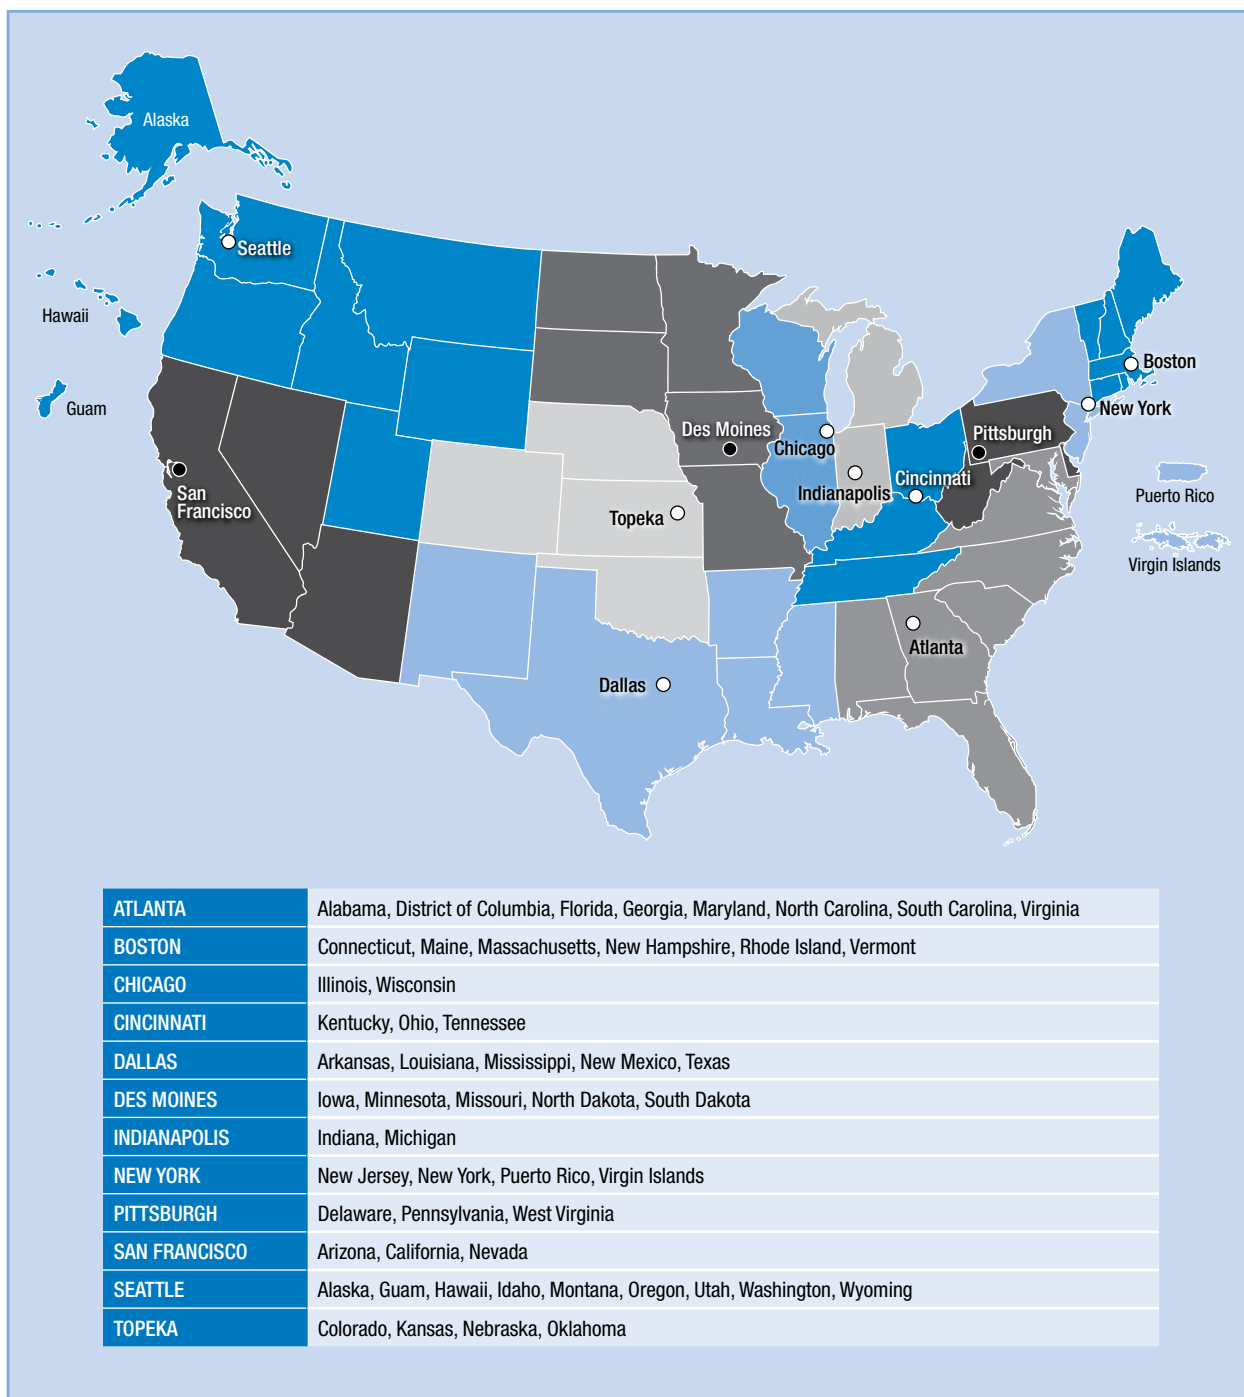 Alaska
Seattle
Hawaii
Guam
San
Francisco
Des Moines
Chicago
Indianapolis
Cincinnati
Pittsburgh
Boston
New York
Puerto Rico
Virgin Islands
Topeka
Atlanta
Dallas
ATLANTA Alabama, District of Columbia, Florida, Georgia, Maryland, North Carolina, South Carolina, Virginia
BOSTON Connecticut, Maine, Massachusetts, New Hampshire, Rhode Island, Vermont
CHICAGO Illinois, Wisconsin
CINCINNATI Kentucky, Ohio, Tennessee
DALLAS Arkansas, Louisiana, Mississippi, New Mexico, Texas
DES MOINES Iowa, Minnesota, Missouri, North Dakota, South Dakota
INDIANAPOLIS Indiana, Michigan
NEW YORK New Jersey, New York, Puerto Rico, Virgin Islands
PITTSBURGH Delaware, Pennsylvania, West Virginia
SAN FRANCISCO Arizona, California, Nevada
SEATTLE Alaska, Guam, Hawaii, Idaho, Montana, Oregon, Utah, Washington, Wyoming
TOPEKA Colorado, Kansas, Nebraska, Oklahoma